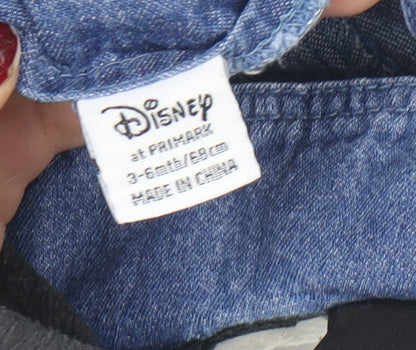 Disney
at PRIMARK
3-6mth/68cm
MADE IN CHINA